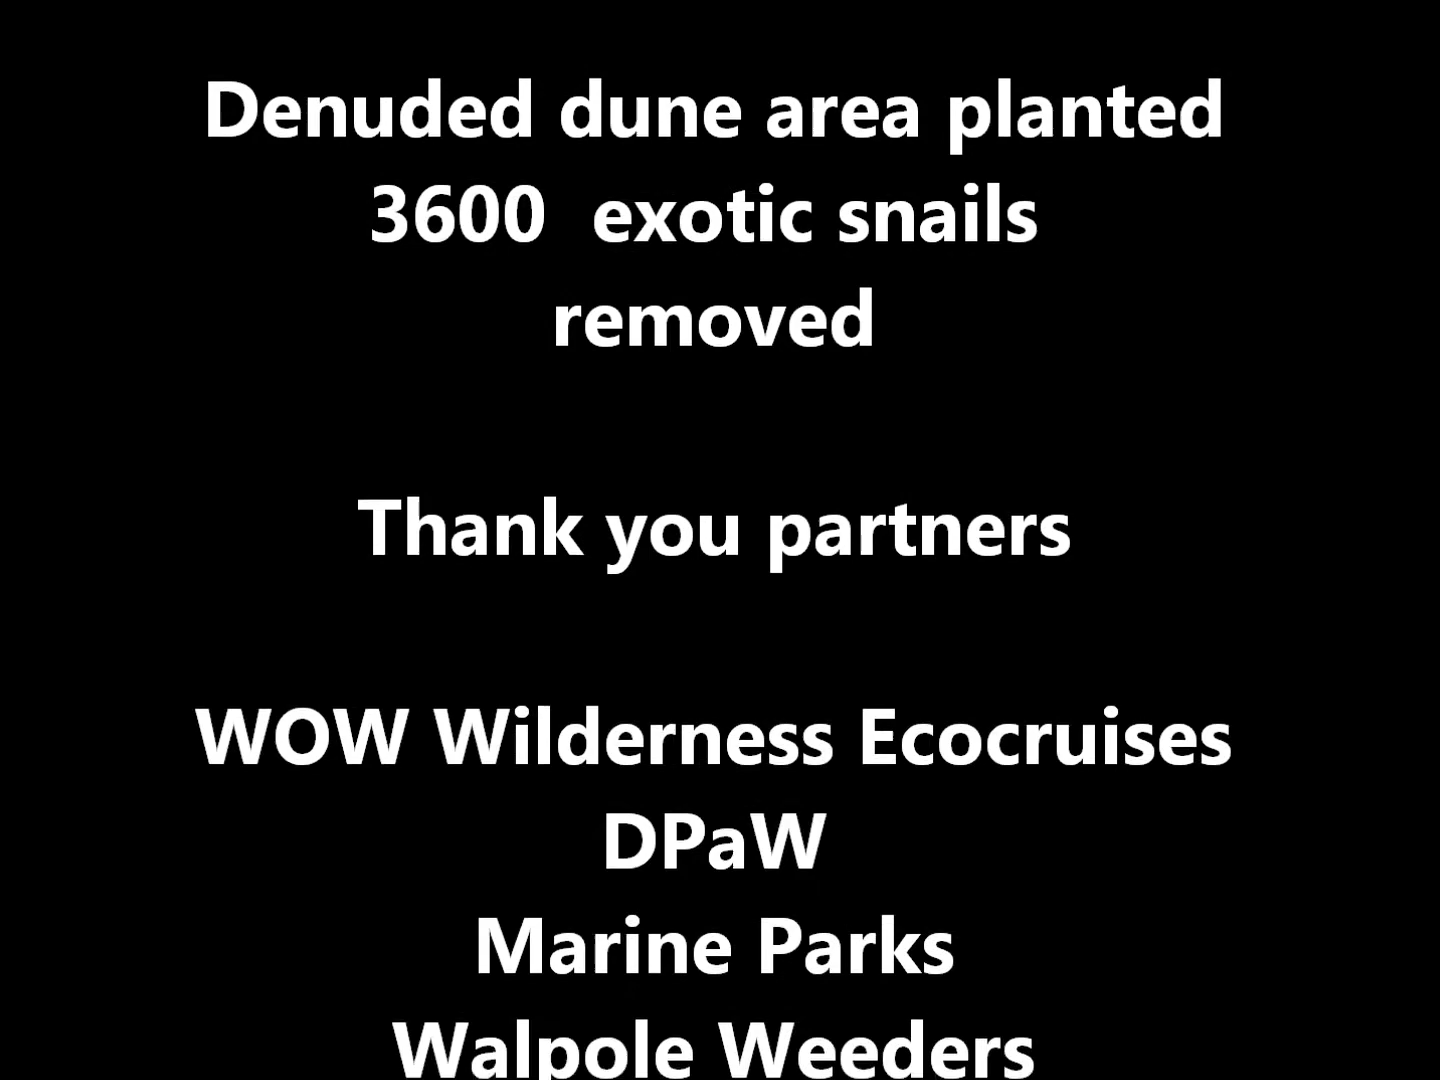 Denuded dune area planted
3600  exotic snails
removed
Thank you partners
WOW Wilderness Ecocruises
DPaW
Marine Parks
Walpole Weeders